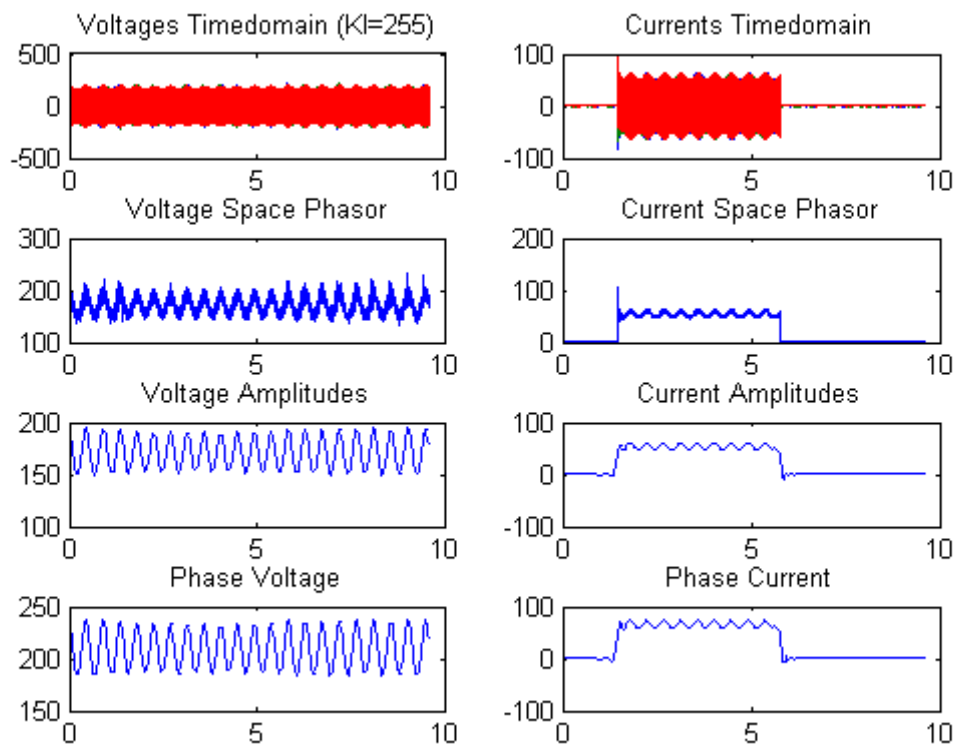 Voltages Timedomain (KI=255)
500
0
-500
0 5 10
Currents Timedomain
100
0
-100
0 5 10
Voltage Space Phasor
300
200
100
0 5 10
Current Space Phasor
200
100
0
0 5 10
Voltage Amplitudes
200
150
100
0 5 10
Current Amplitudes
100
0
-100
0 5 10
Phase Voltage
250
200
150
0 5 10
Phase Current
100
0
-100
0 5 10